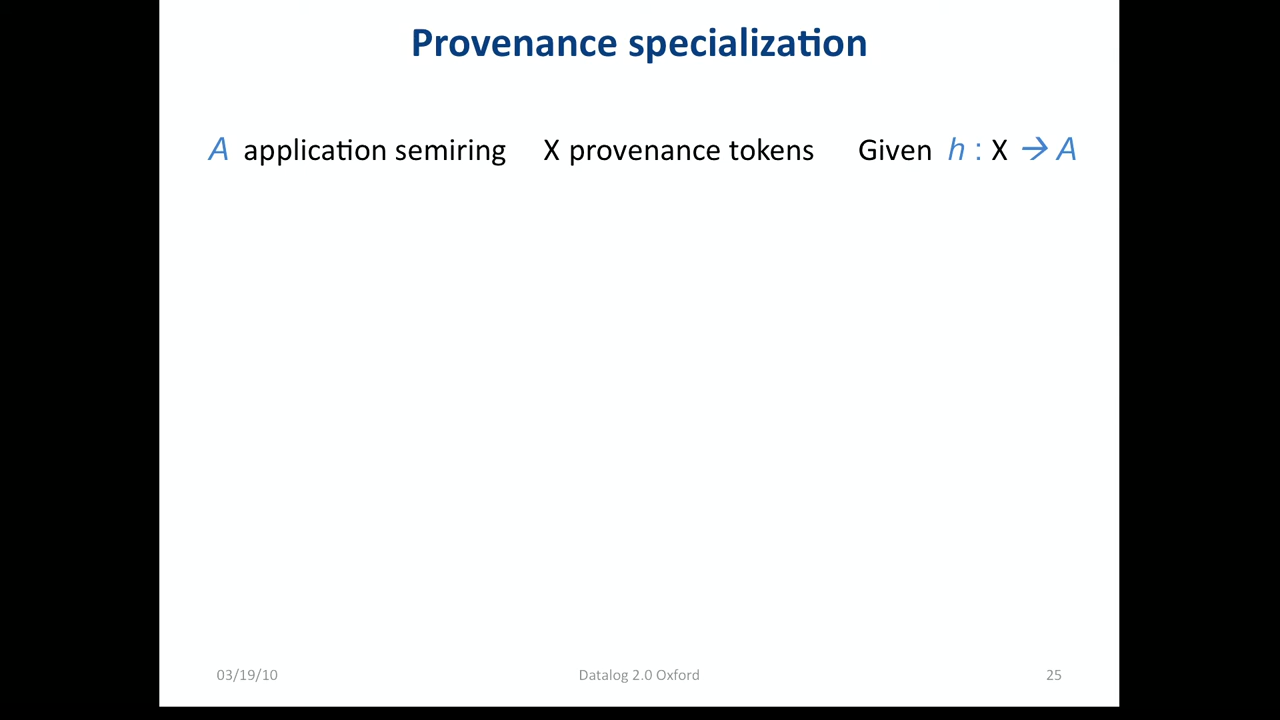 Provenance specialization
A application semiring X provenance tokens Given h : X → A
03/19/10 Datalog 2.0 Oxford 25